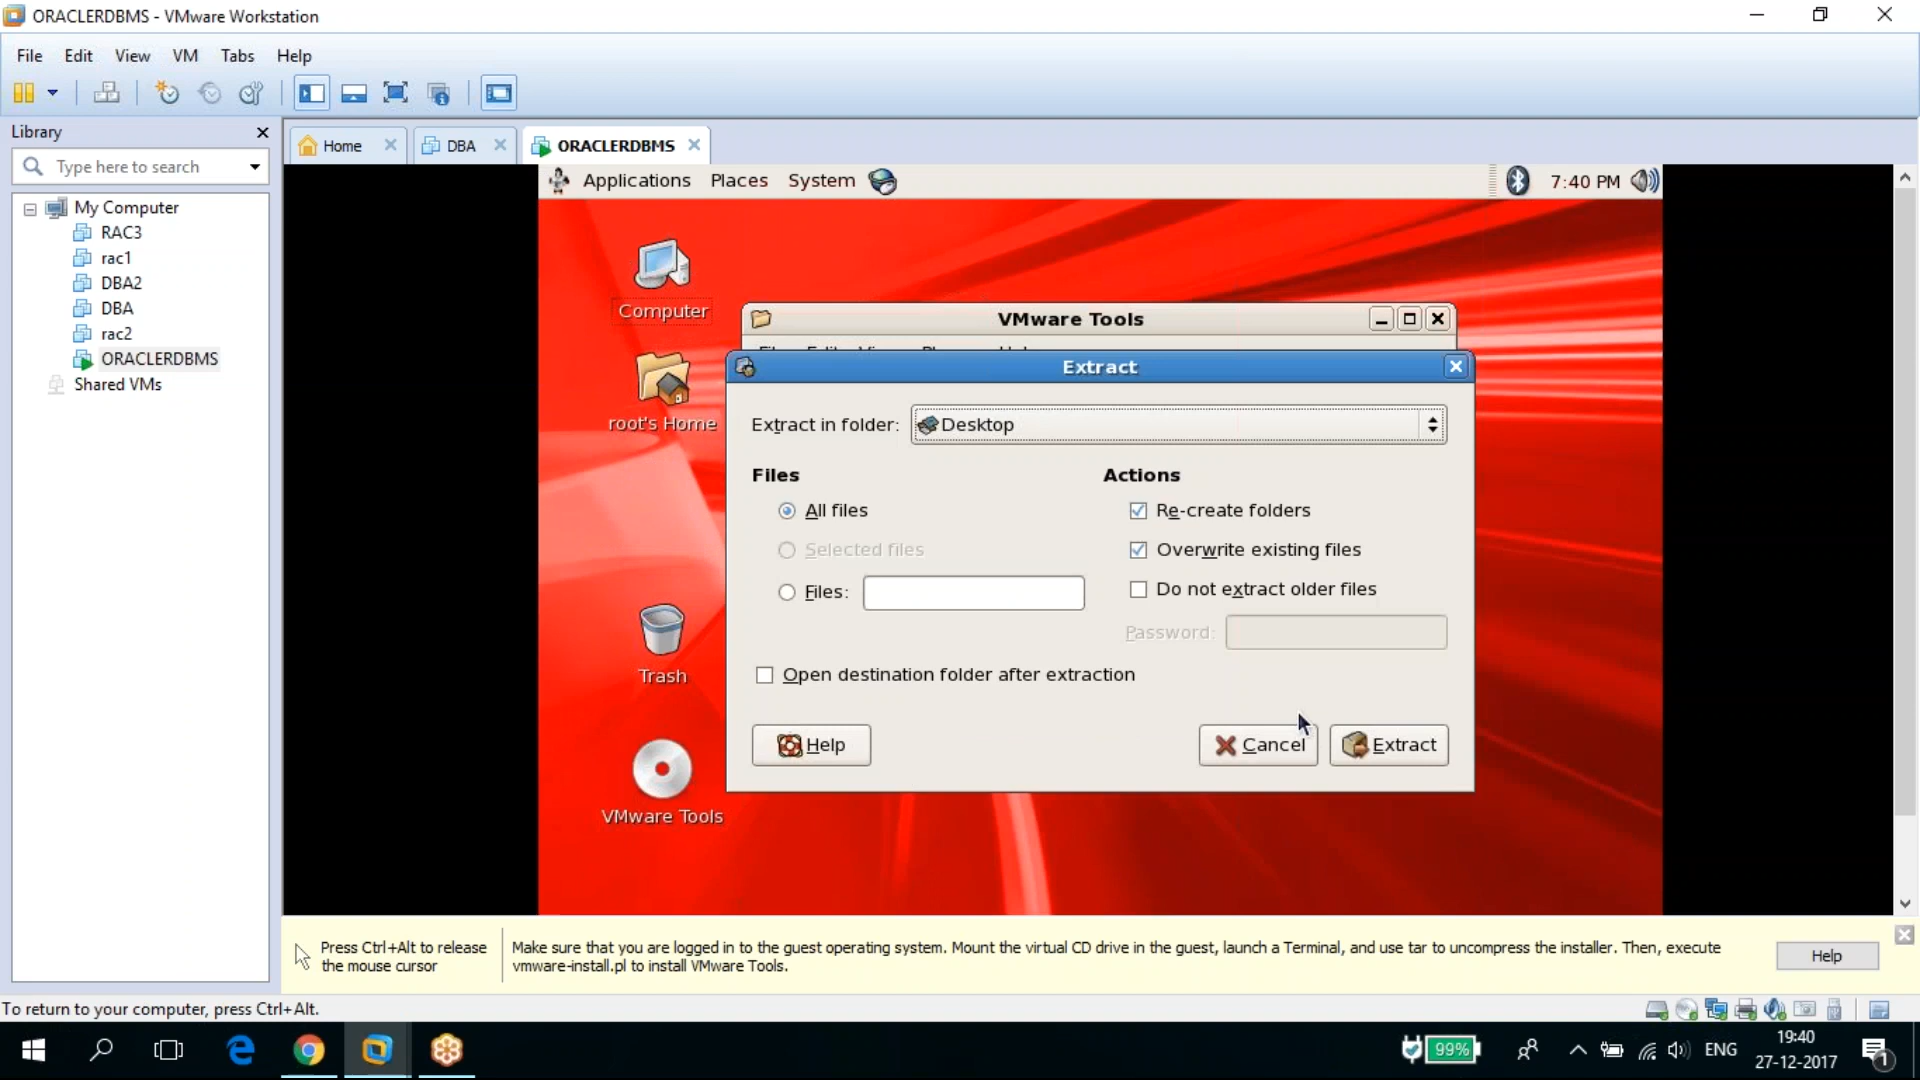 ORACLERDBMS - VMware Workstation
File Edit View VM Tabs Help
Library
Type here to search
My Computer
RAC3
rac1
DBA2
DBA
rac2
ORACLERDBMS
Shared VMs
Home DBA ORACLERDBMS
Applications Places System 7:40 PM
Computer
root's Home
Trash
VMware Tools
VMware Tools
Extract
Extract in folder: Desktop
Files
All files
Selected files
Files:
Actions
Re-create folders
Overwrite existing files
Do not extract older files
Password:
Open destination folder after extraction
Help Cancel Extract
Press Ctrl+Alt to release
the mouse cursor
Make sure that you are logged in to the guest operating system. Mount the virtual CD drive in the guest, launch a Terminal, and use tar to uncompress the installer. Then, execute
vmware-install.pl to install VMware Tools.
Help
To return to your computer, press Ctrl+Alt.
99%
ENG
19:40
27-12-2017
1